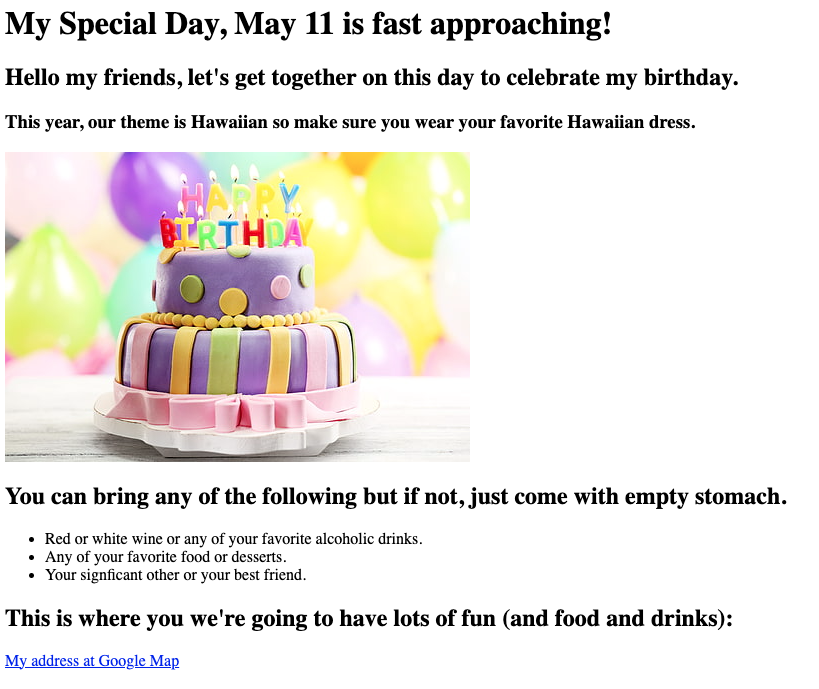 My Special Day, May 11 is fast approaching!
Hello my friends, let's get together on this day to celebrate my birthday.
This year, our theme is Hawaiian so make sure you wear your favorite Hawaiian dress.
HAPPY
BIRTHDAY
You can bring any of the following but if not, just come with empty stomach.
• Red or white wine or any of your favorite alcoholic drinks.
• Any of your favorite food or desserts.
• Your signficant other or your best friend.
This is where you we're going to have lots of fun (and food and drinks):
My address at Google Map